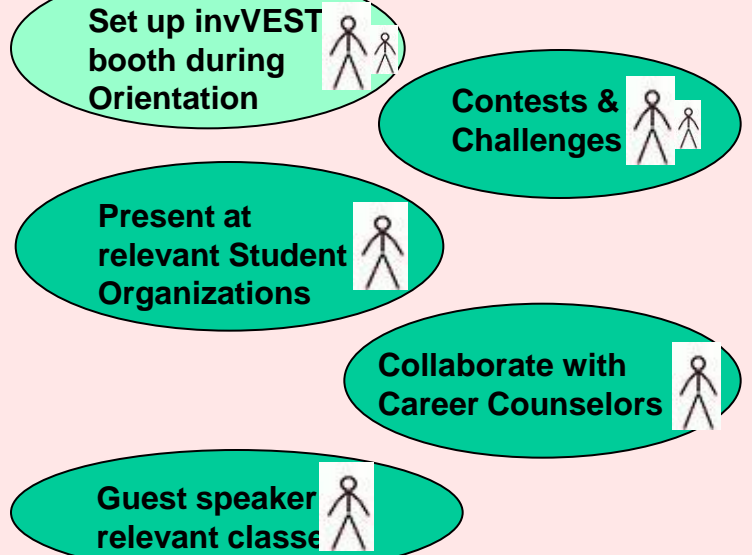 Set up invVEST
booth during
Orientation
Contests &
Challenges
Present at
relevant Student
Organizations
Collaborate with
Career Counselors
Guest speaker
relevant classe